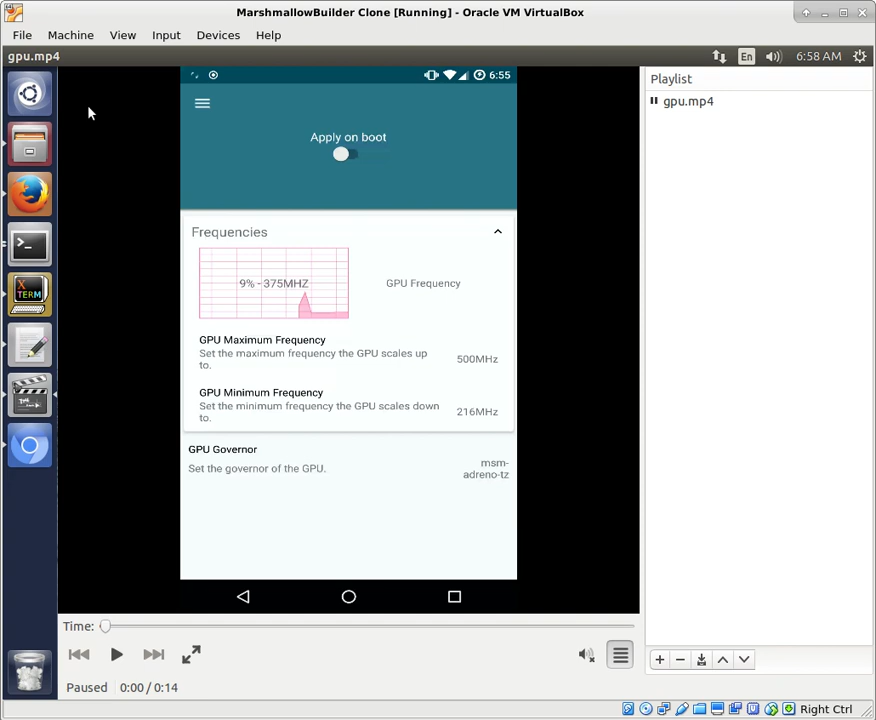 MarshmallowBuilder Clone [Running] - Oracle VM VirtualBox
File Machine View Input Devices Help
gpu.mp4
En
6:58 AM
Playlist
gpu.mp4
6:55
Apply on boot
Frequencies
9% - 375MHZ
GPU Frequency
GPU Maximum Frequency
Set the maximum frequency the GPU scales up
to.
500MHz
GPU Minimum Frequency
Set the minimum frequency the GPU scales down
to.
216MHz
GPU Governor
Set the governor of the GPU.
msm-
adreno-tz
X
TERM
Time:
Paused 0:00 / 0:14
Right Ctrl